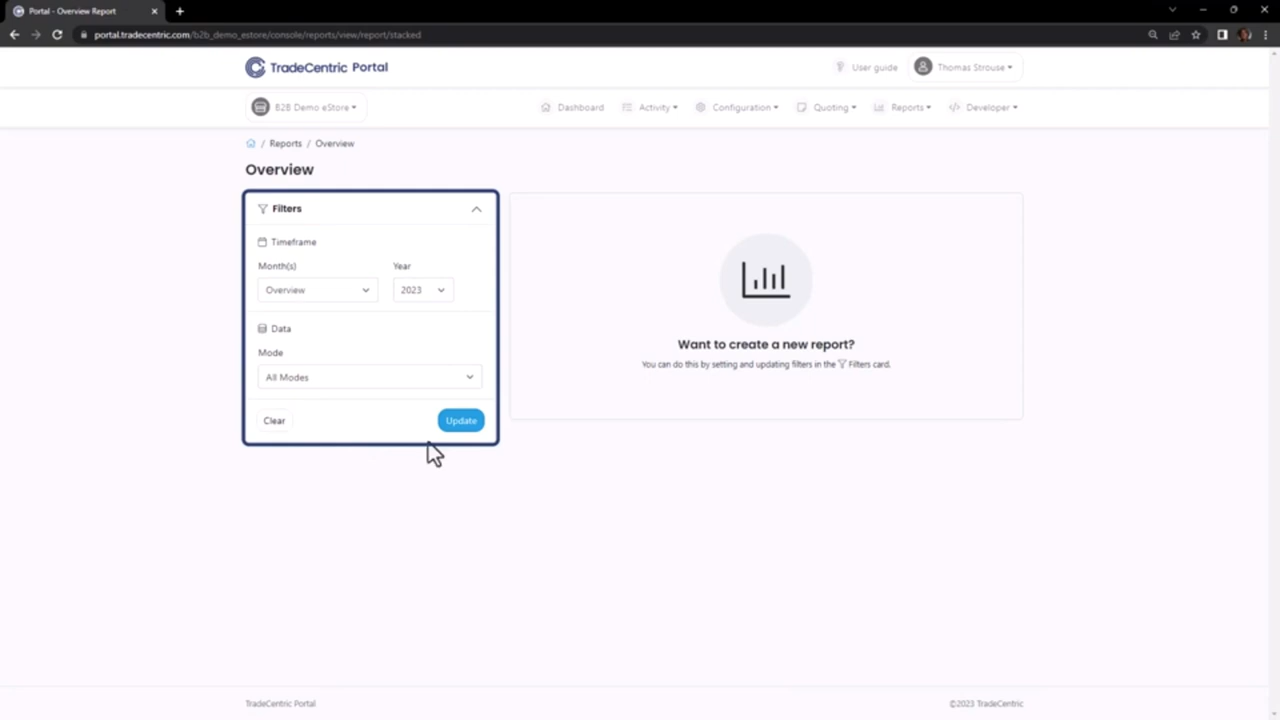 Portal - Overview Report
portal.tradecentric.com/b2b_demo_estore/console/reports/view/report/stacked
TradeCentric Portal
User guide
Thomas Strouse
B2B Demo eStore
Dashboard
Activity
Configuration
Quoting
Reports
Developer
/ Reports / Overview
Overview
Filters
Timeframe
Month(s) Year
Overview 2023
Data
Mode
All Modes
Clear Update
Want to create a new report?
You can do this by setting and updating filters in the Filters card.
TradeCentric Portal
©2023 TradeCentric